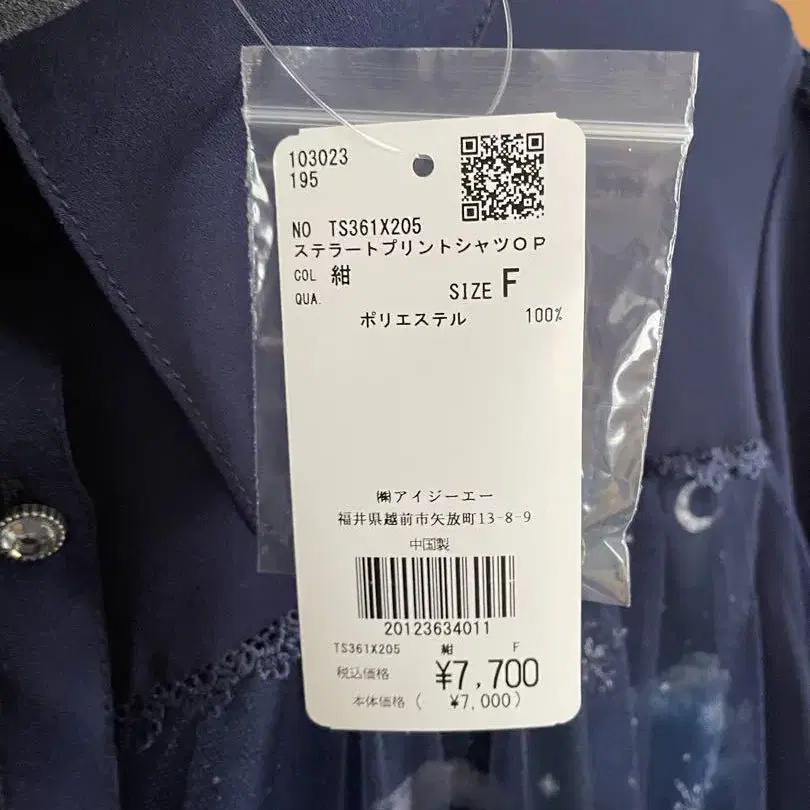 103023
195
NO TS361X205
ステラートプリントシャツOP
COL 紺
QUA. SIZE F
ポリエステル 100%
㈱アイジーエー
福井県越前市矢放町13-8-9
中国製
20123634011
TS361X205 紺 F
税込価格 ¥7,700
本体価格( ¥7,000)